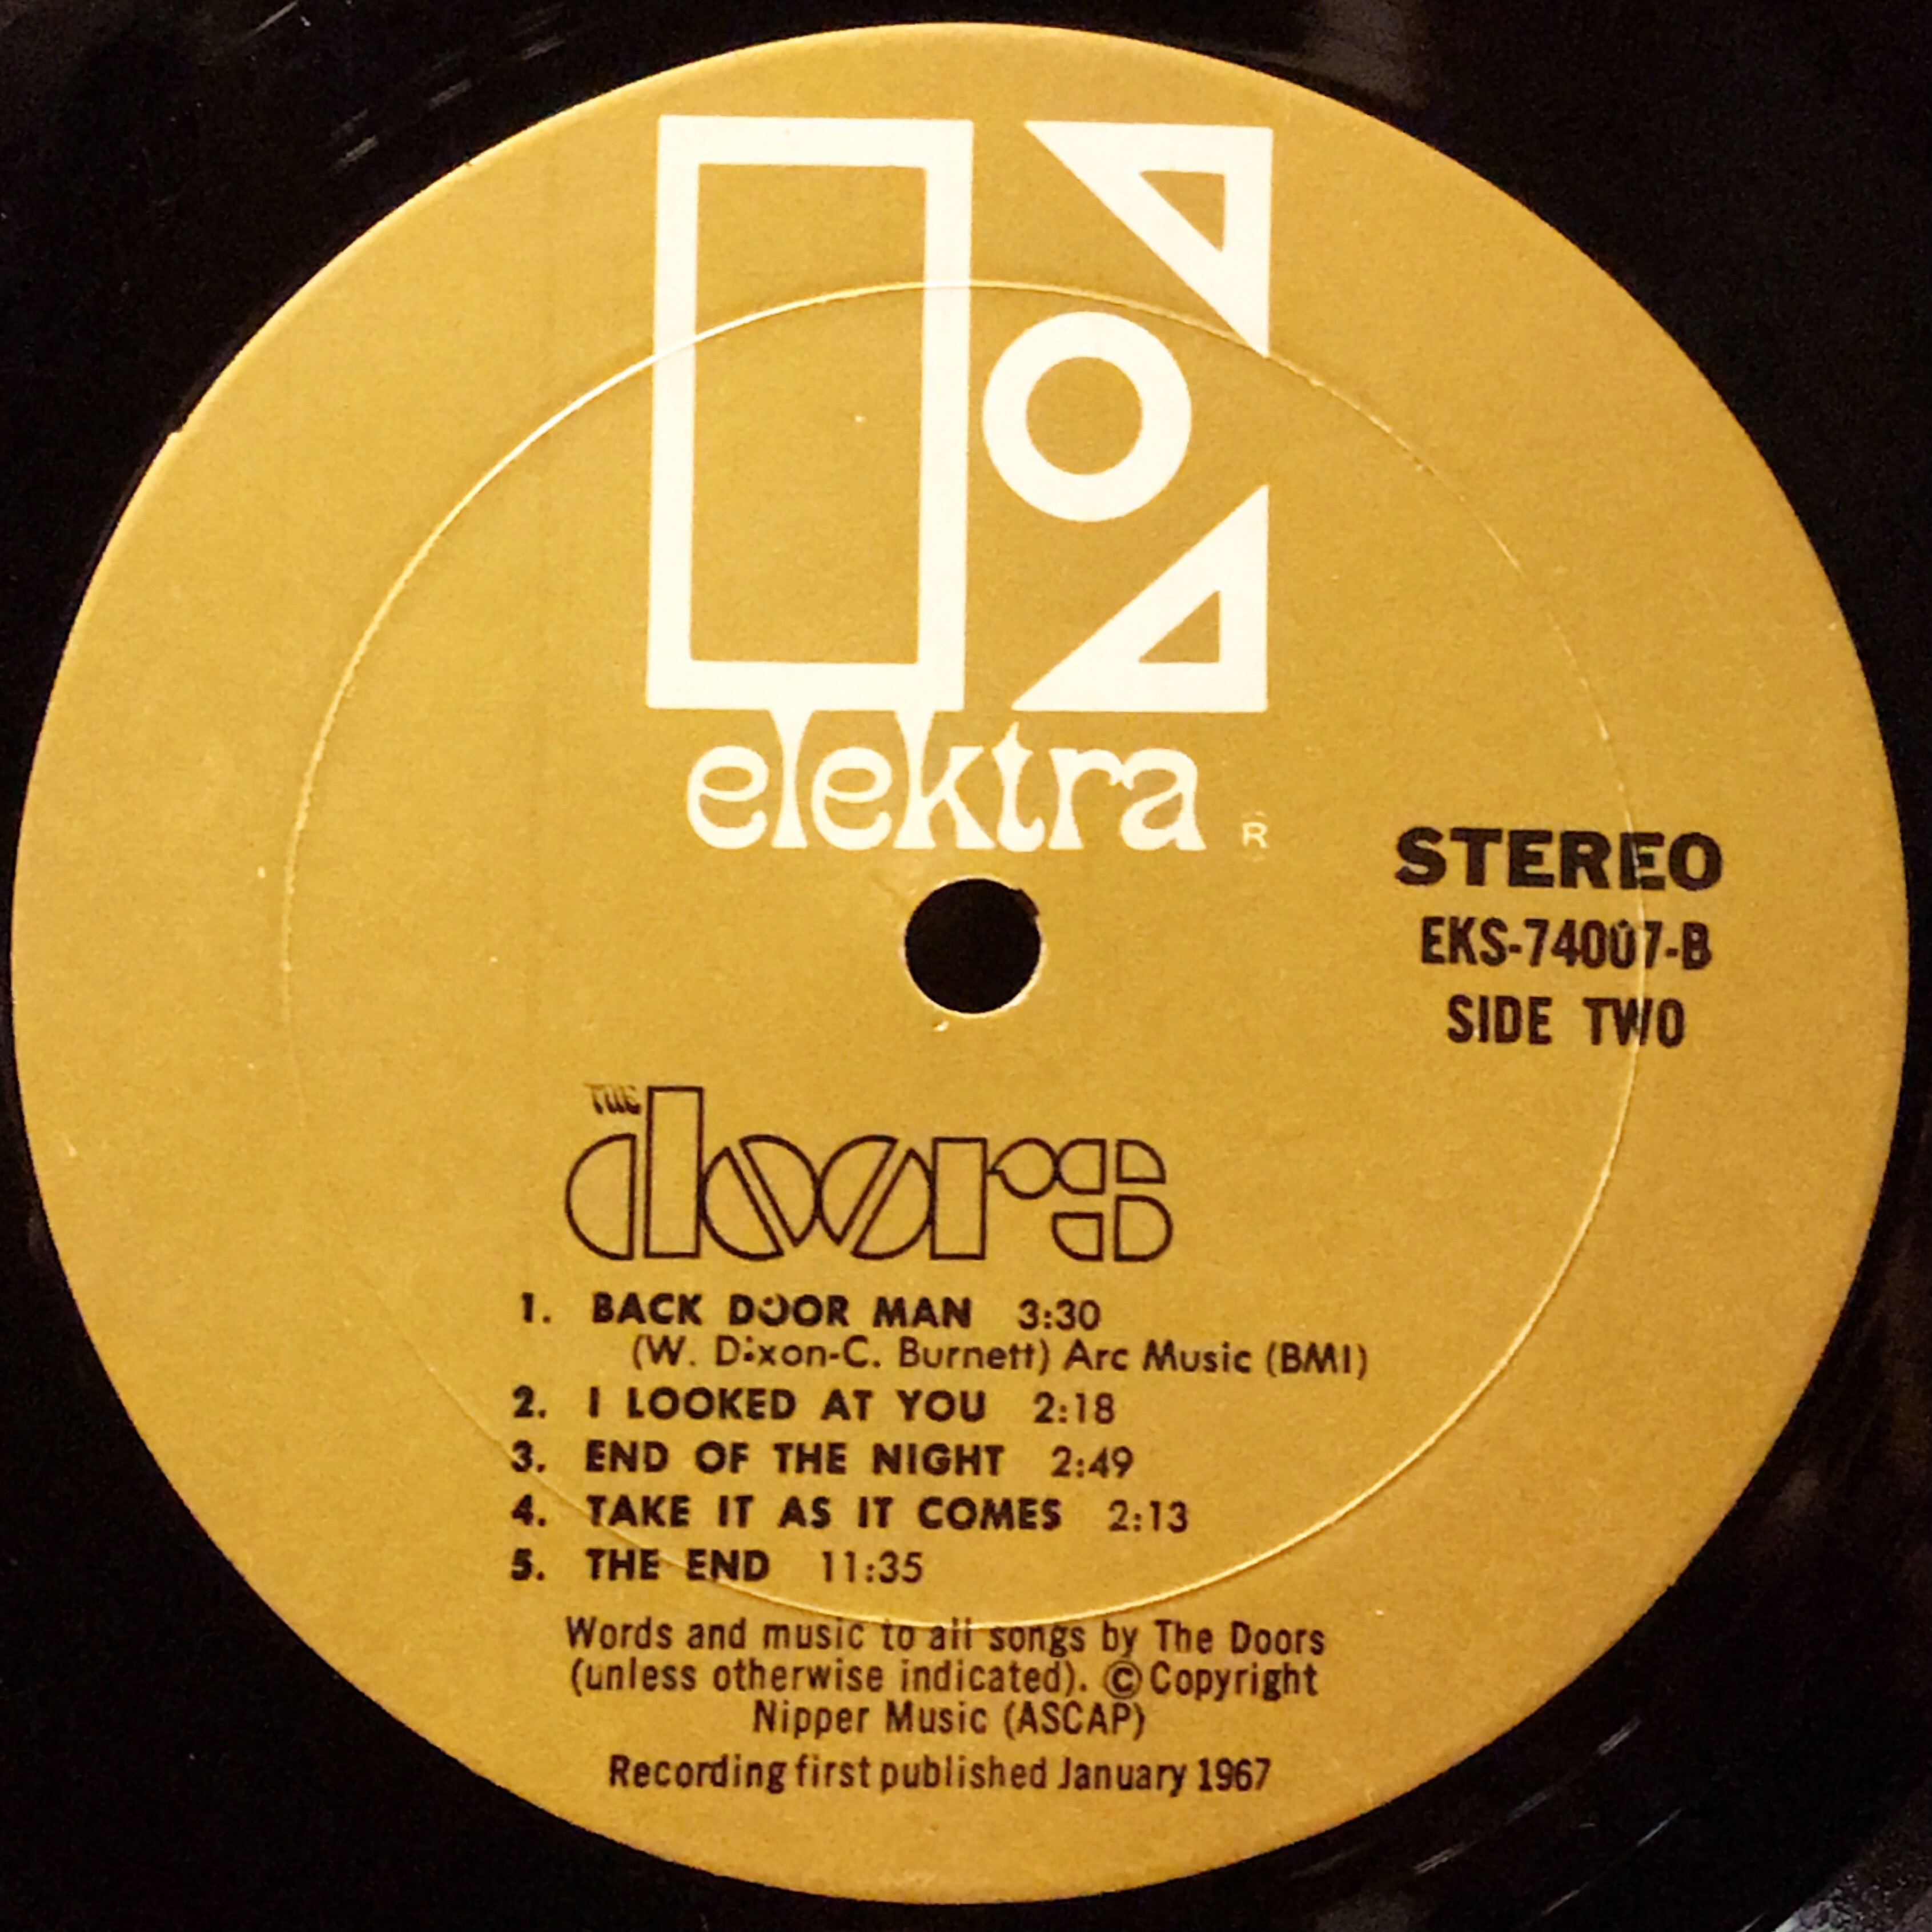 elektra ®
STEREO
EKS-74007-B
SIDE TWO
THE
doors
1. BACK DOOR MAN 3:30
(W. Dixon-C. Burnett) Arc Music (BMI)
2. I LOOKED AT YOU 2:18
3. END OF THE NIGHT 2:49
4. TAKE IT AS IT COMES 2:13
5. THE END 11:35
Words and music to all songs by The Doors
(unless otherwise indicated). © Copyright
Nipper Music (ASCAP)
Recording first published January 1967